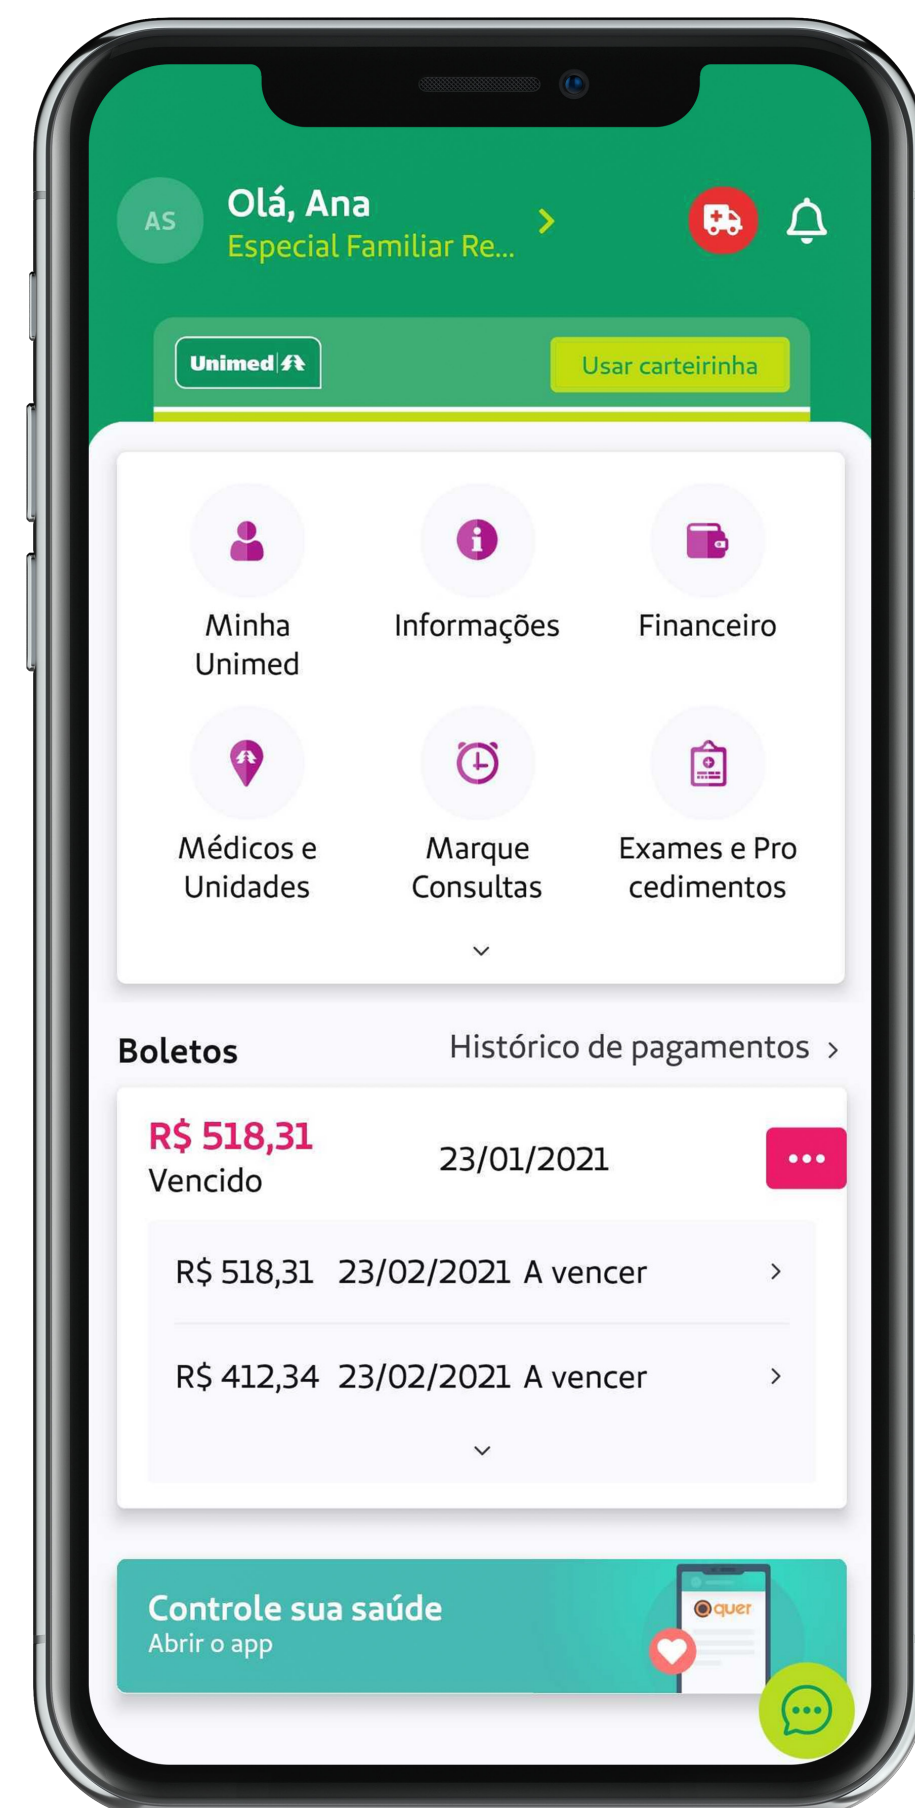 AS
Olá, Ana
Especial Familiar Re...
Unimed
Usar carteirinha
Minha
Unimed
Informações
Financeiro
Médicos e
Unidades
Marque
Consultas
Exames e Pro
cedimentos
Boletos
Histórico de pagamentos
R$ 518,31
Vencido
23/01/2021
R$ 518,31 23/02/2021 A vencer
R$ 412,34 23/02/2021 A vencer
Controle sua saúde
Abrir o app
quer